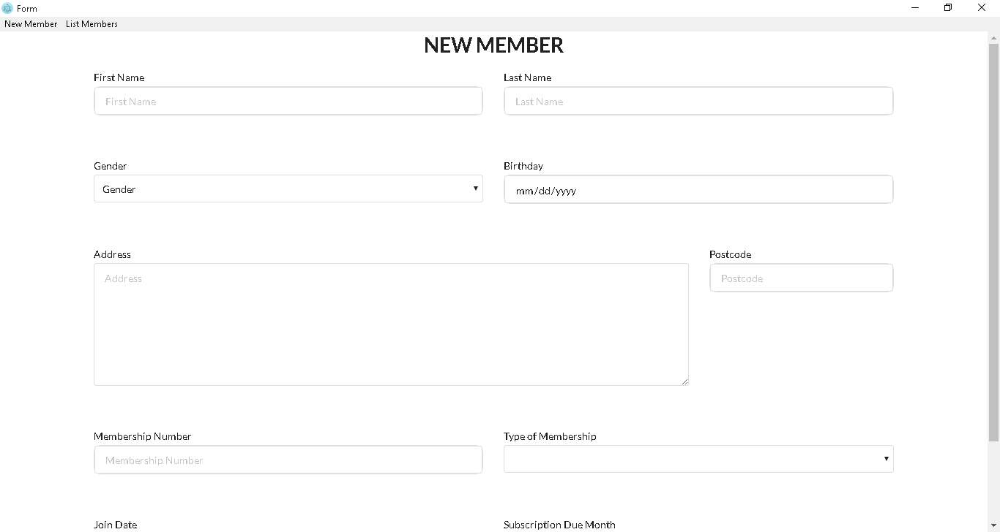 Form
New Member List Members
NEW MEMBER
First Name Last Name
First Name Last Name
Gender Birthday
Gender mm/dd/yyyy
Address Postcode
Address Postcode
Membership Number Type of Membership
Membership Number
Join Date Subscription Due Month